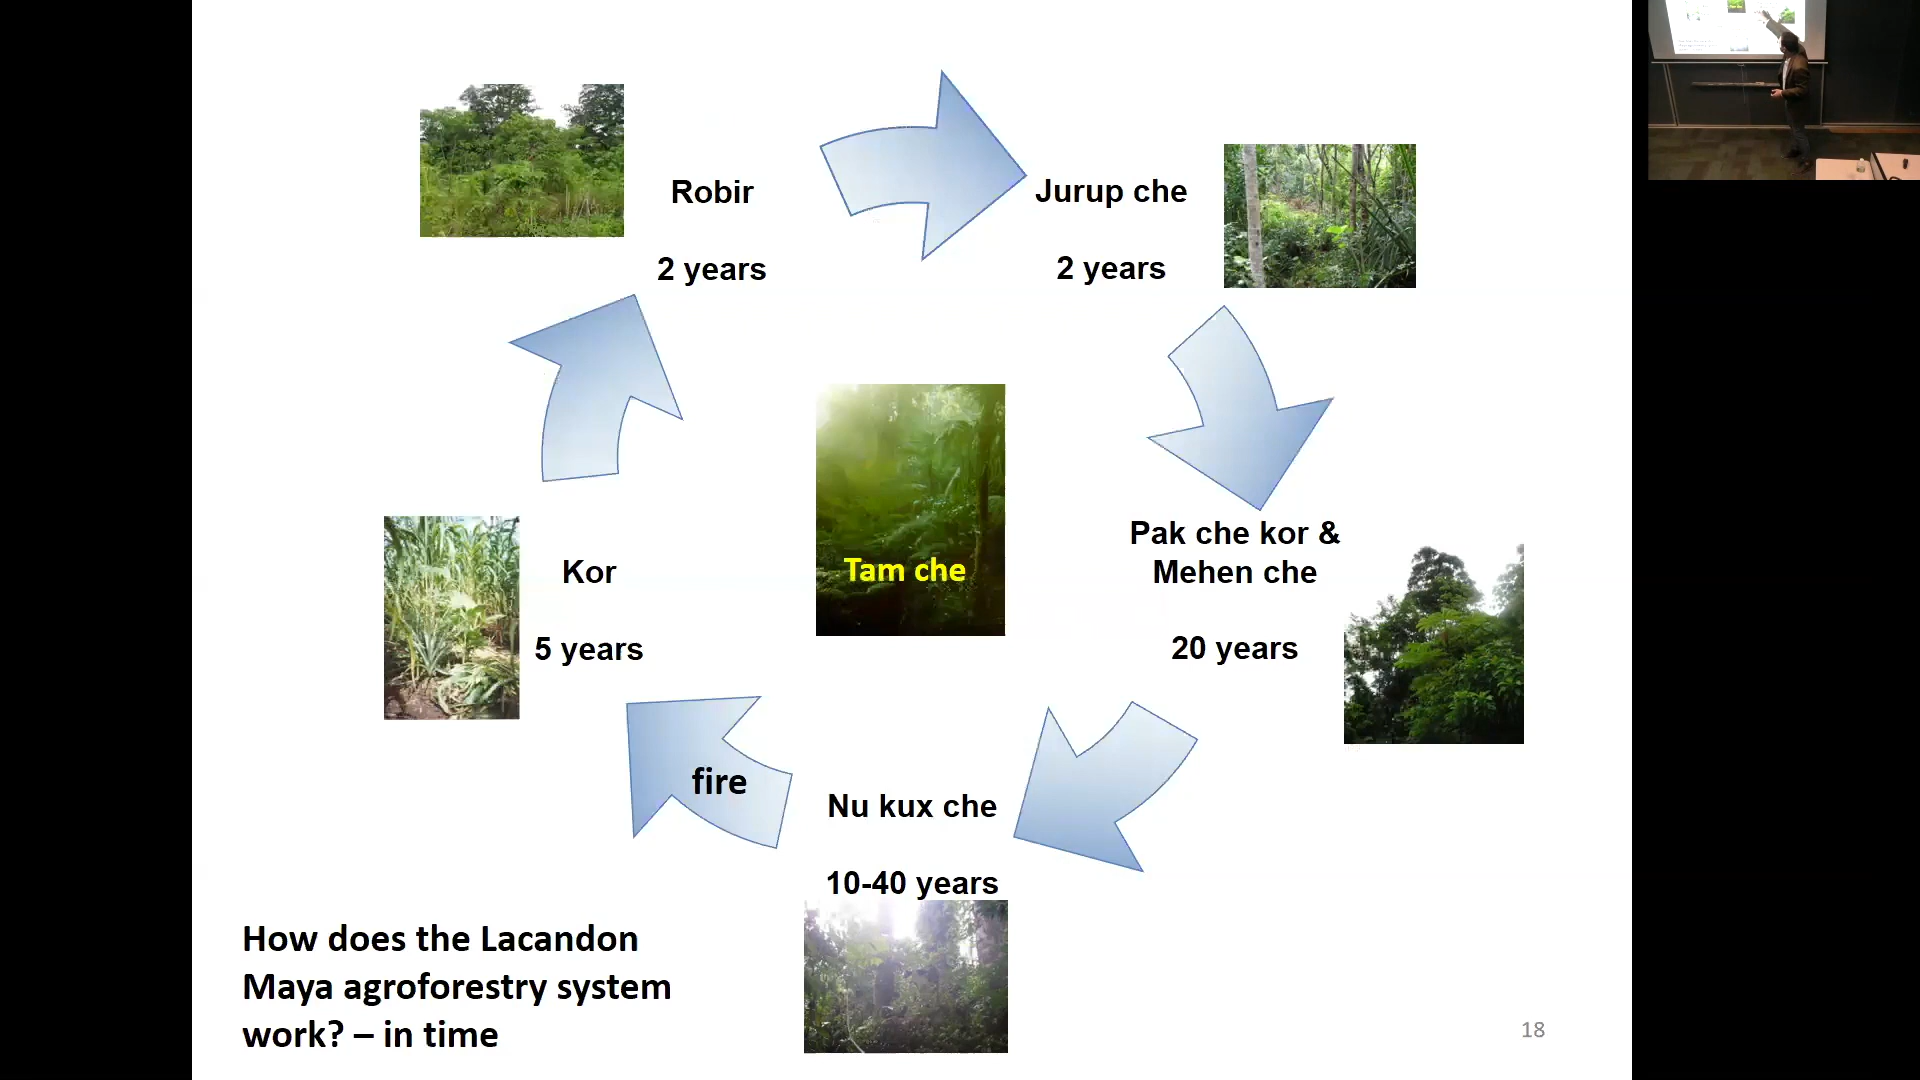 Robir
2 years
Jurup che
2 years
Kor
5 years
Tam che
Pak che kor &
Mehen che
20 years
fire
Nu kux che
10-40 years
How does the Lacandon
Maya agroforestry system
work? – in time
18